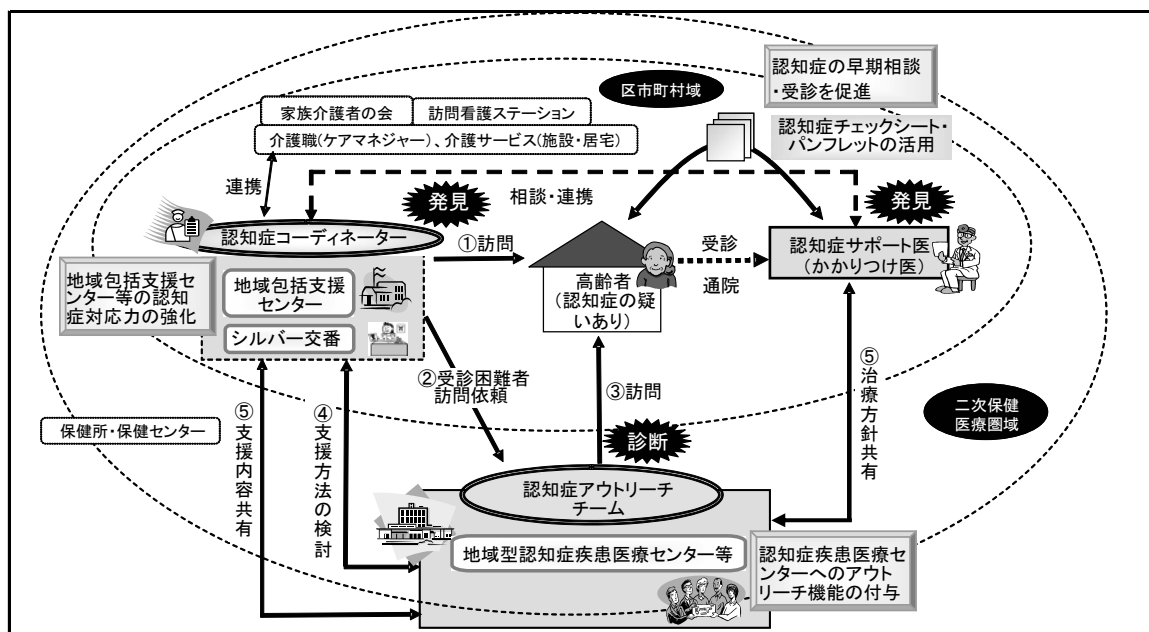 認知症の早期相談
・受診を促進
区市町村域
家族介護者の会
訪問看護ステーション
介護職(ケアマネジャー)、介護サービス(施設・居宅)
認知症チェックシート・
パンフレットの活用
連携
発見
相談・連携
発見
認知症コーディネーター
①訪問
受診
通院
認知症サポート医
(かかりつけ医)
高齢者
(認知症の疑
いあり)
地域包括支援セ
ンター等の認知
症対応力の強化
地域包括支援
センター
シルバー交番
②受診困難者
訪問依頼
③訪問
⑤治療方針共有
二次保健
医療圏域
保健所・保健センター
⑤支援内容共有
④支援方法の検討
診断
認知症アウトリーチ
チーム
地域型認知症疾患医療センター等
認知症疾患医療セ
ンターへのアウト
リーチ機能の付与